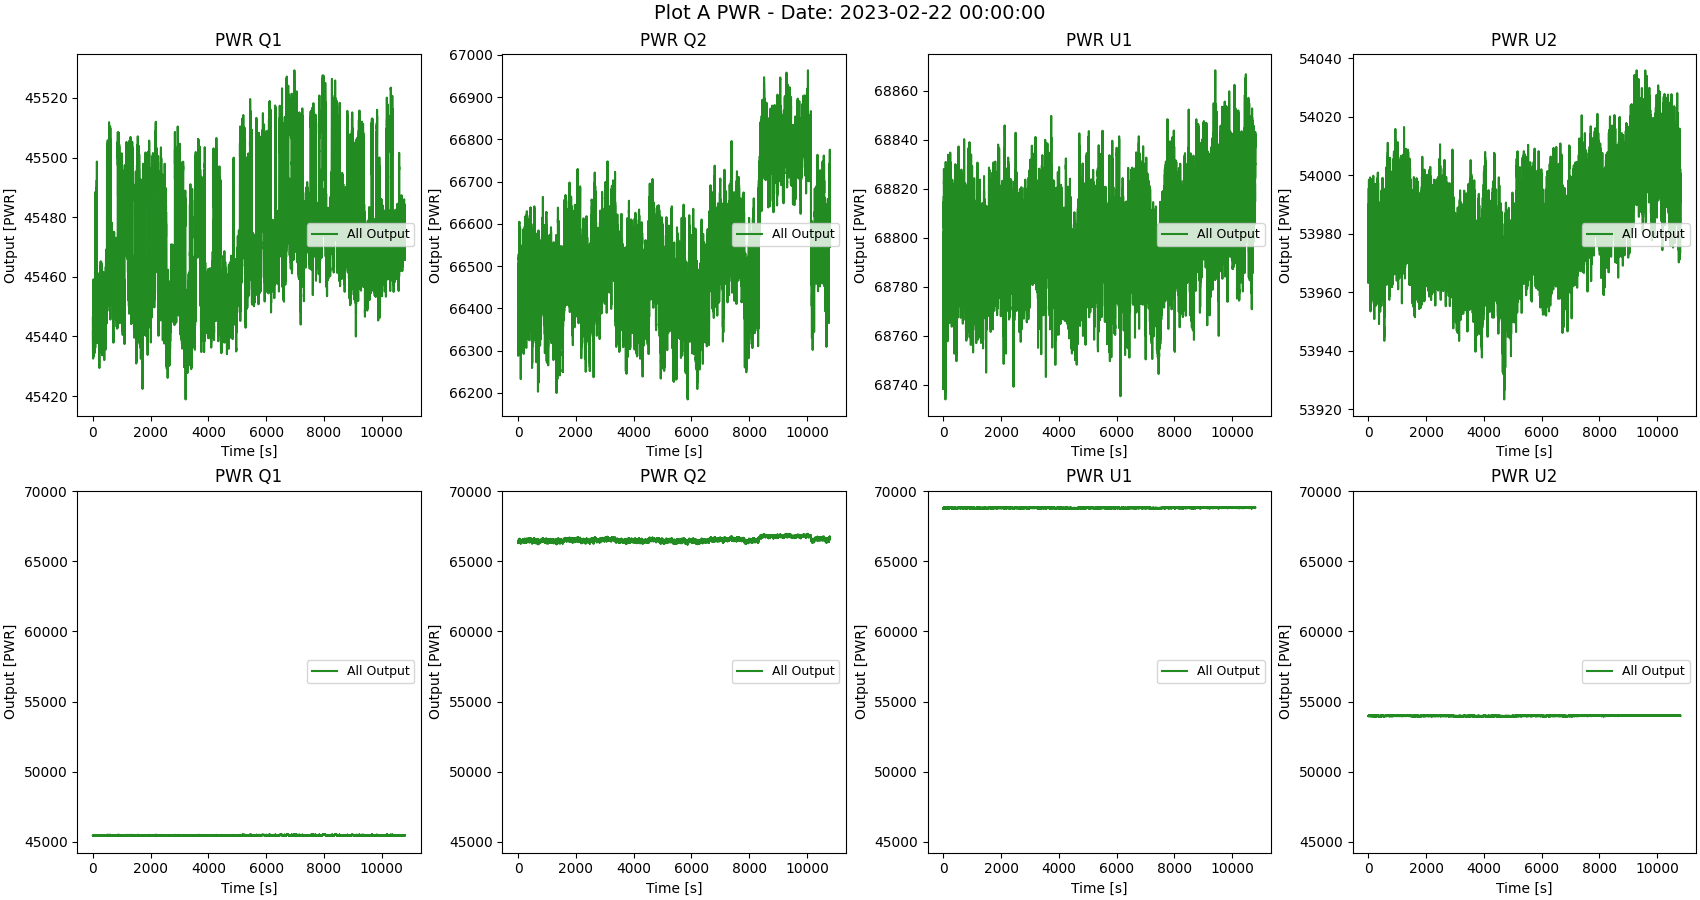 Plot A PWR - Date: 2023-02-22 00:00:00
PWR Q1
Output [PWR]
45520
45500
45480
45460
45440
45420
0 2000 4000 6000 8000 10000
Time [s]
All Output
PWR Q2
Output [PWR]
67000
66900
66800
66700
66600
66500
66400
66300
66200
0 2000 4000 6000 8000 10000
Time [s]
All Output
PWR U1
Output [PWR]
68860
68840
68820
68800
68780
68760
68740
0 2000 4000 6000 8000 10000
Time [s]
All Output
PWR U2
Output [PWR]
54040
54020
54000
53980
53960
53940
53920
0 2000 4000 6000 8000 10000
Time [s]
All Output
PWR Q1
Output [PWR]
70000
65000
60000
55000
50000
45000
0 2000 4000 6000 8000 10000
Time [s]
All Output
PWR Q2
Output [PWR]
70000
65000
60000
55000
50000
45000
0 2000 4000 6000 8000 10000
Time [s]
All Output
PWR U1
Output [PWR]
70000
65000
60000
55000
50000
45000
0 2000 4000 6000 8000 10000
Time [s]
All Output
PWR U2
Output [PWR]
70000
65000
60000
55000
50000
45000
0 2000 4000 6000 8000 10000
Time [s]
All Output